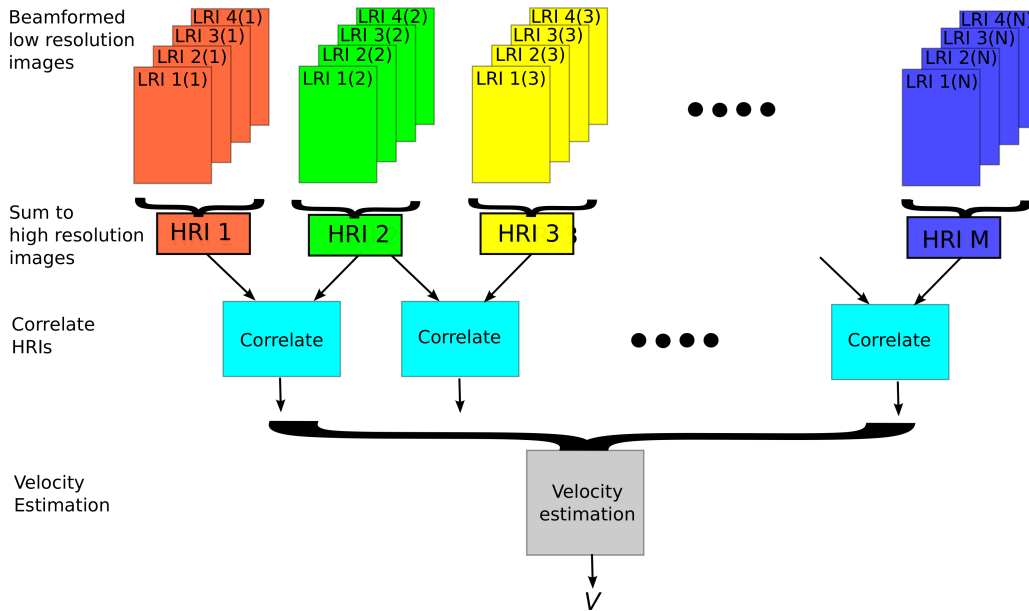 Beamformed
low resolution
images
LRI 4(1)
LRI 3(1)
LRI 2(1)
LRI 1(1)
LRI 4(2)
LRI 3(2)
LRI 2(2)
LRI 1(2)
LRI 4(3)
LRI 3(3)
LRI 2(3)
LRI 1(3)
LRI 4(N)
LRI 3(N)
LRI 2(N)
LRI 1(N)
Sum to
high resolution
images
HRI 1
HRI 2
HRI 3
HRI M
Correlate
HRIs
Correlate
Correlate
Correlate
Velocity
Estimation
Velocity
estimation
V